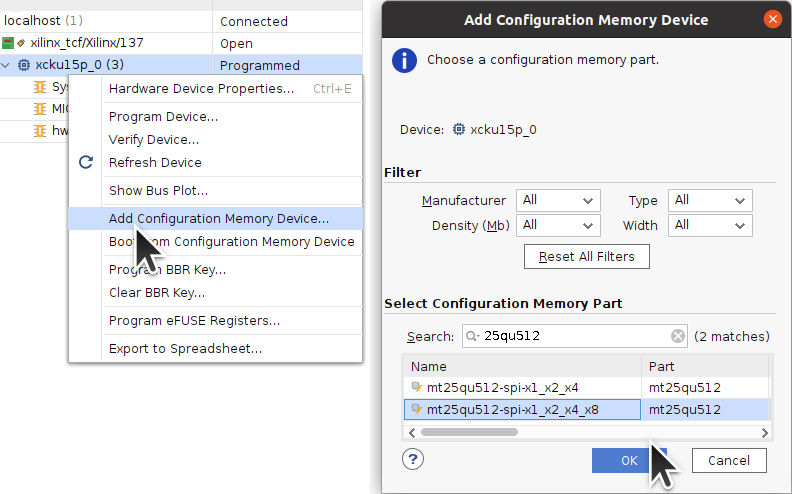 localhost (1) Connected
xilinx_tcf/Xilinx/137 Open
xcku15p_0 (3) Programmed
Sys
MIG
hw
Hardware Device Properties... Ctrl+E
Program Device...
Verify Device...
Refresh Device
Show Bus Plot...
Add Configuration Memory Device...
Boot from Configuration Memory Device
Program BBR Key...
Clear BBR Key...
Program eFUSE Registers...
Export to Spreadsheet...
Add Configuration Memory Device
Choose a configuration memory part.
Device: xcku15p_0
Filter
Manufacturer All Type All
Density (Mb) All Width All
Reset All Filters
Select Configuration Memory Part
Search: 25qu512 (2 matches)
Name Part
mt25qu512-spi-x1_x2_x4 mt25qu512
mt25qu512-spi-x1_x2_x4_x8 mt25qu512
? OK Cancel